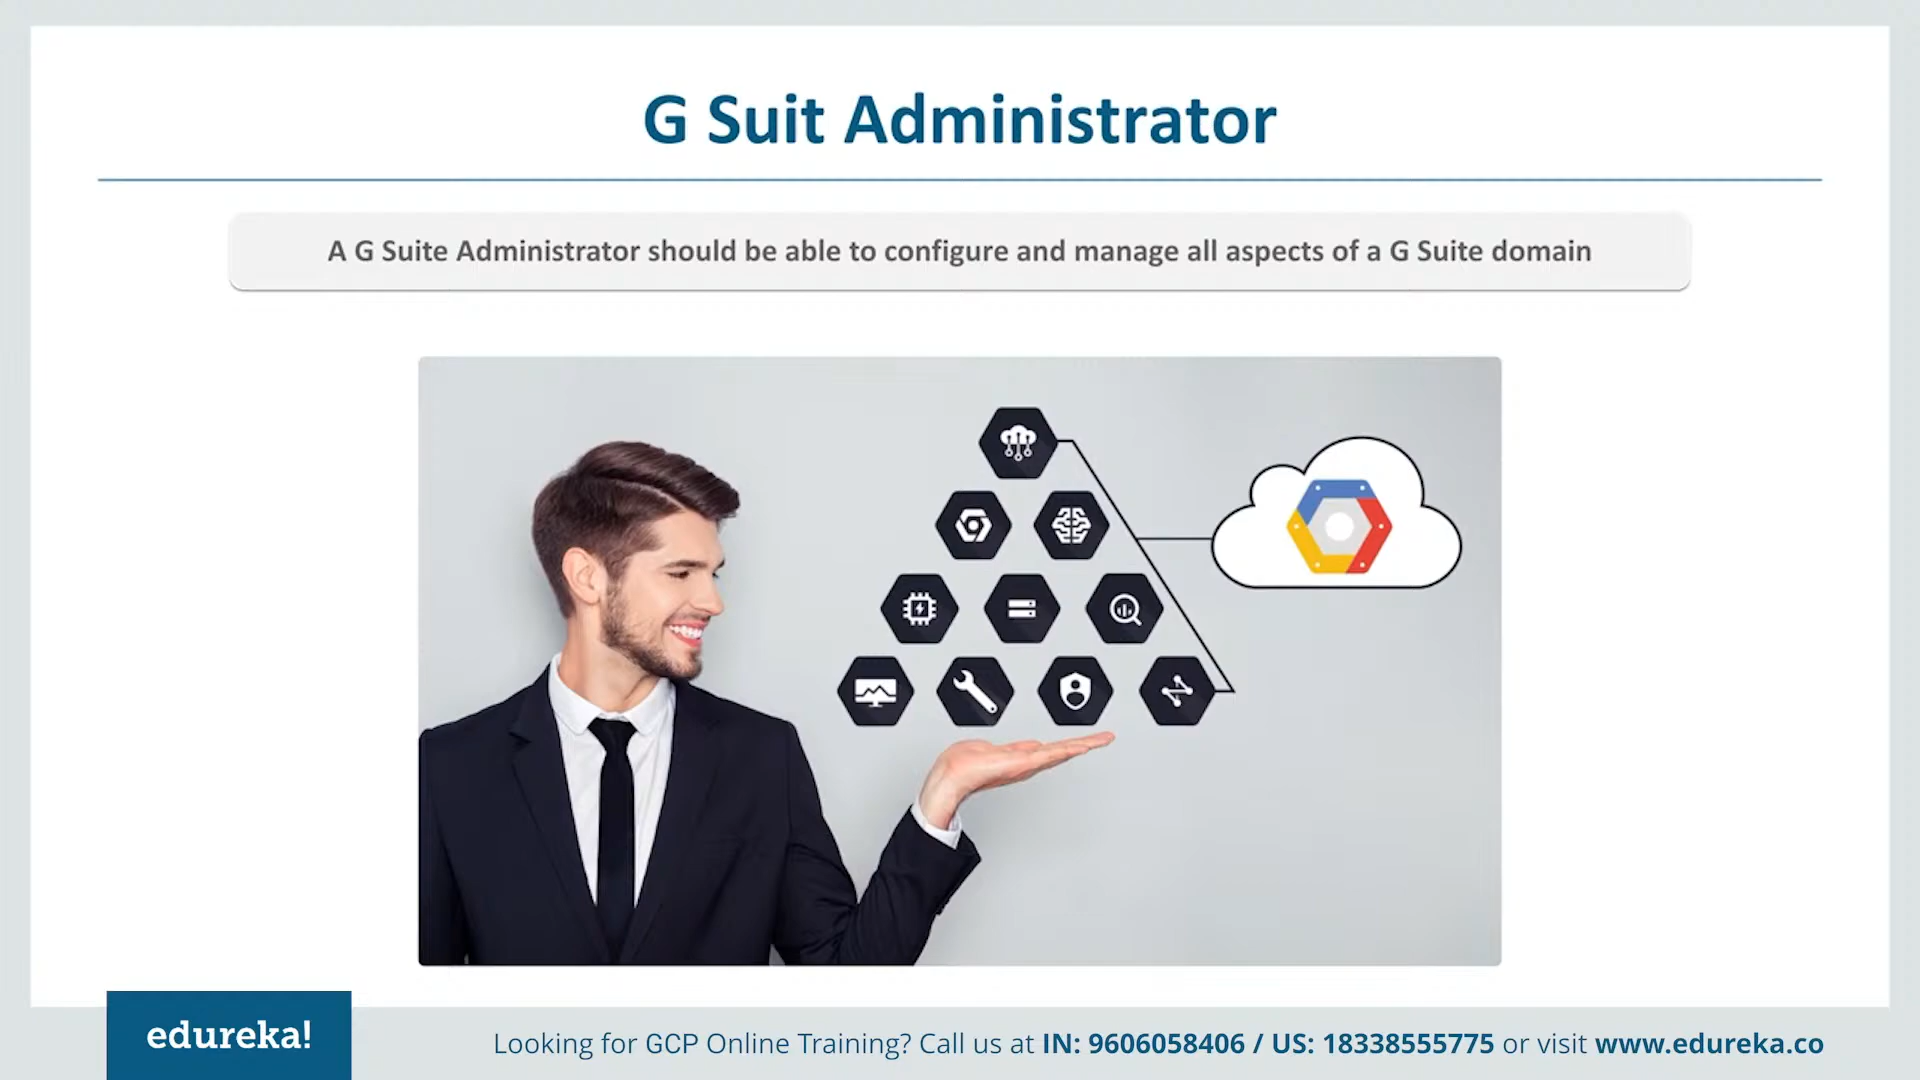 G Suit Administrator
A G Suite Administrator should be able to configure and manage all aspects of a G Suite domain
edureka!
Looking for GCP Online Training? Call us at IN: 9606058406 / US: 18338555775 or visit www.edureka.co